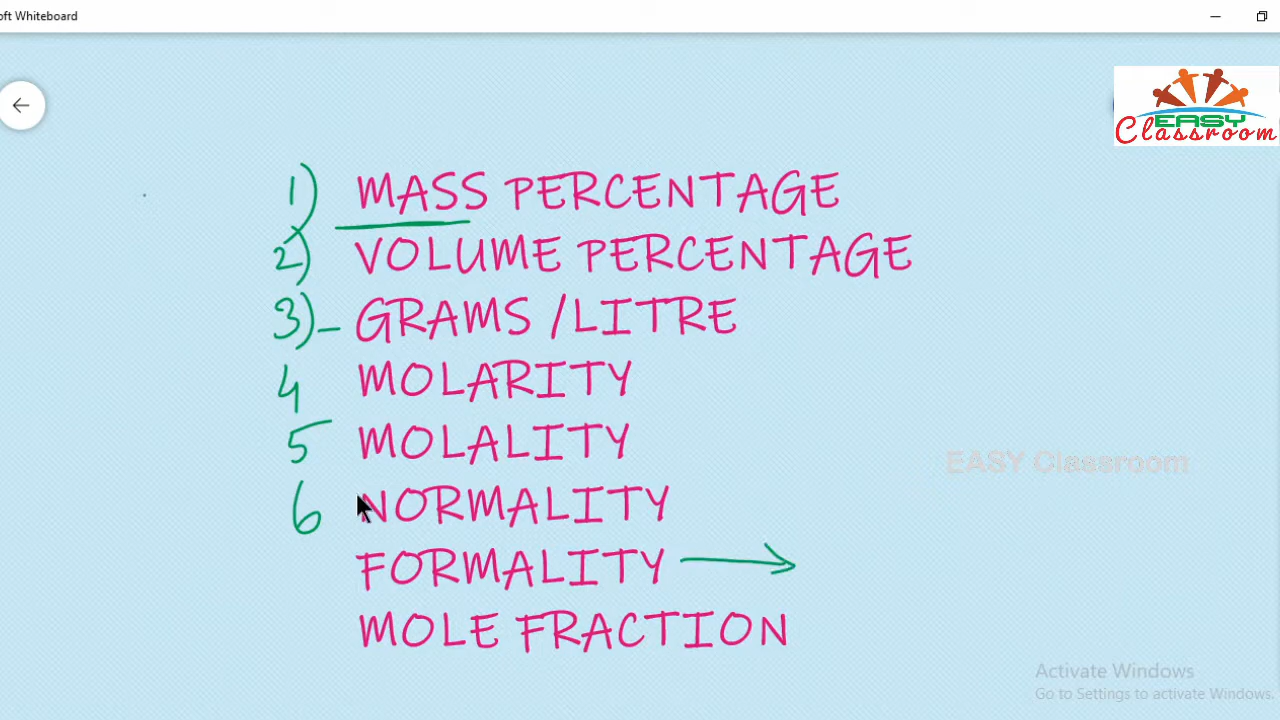 oft Whiteboard
EASY
Classroom
1) MASS PERCENTAGE
2) VOLUME PERCENTAGE
3)- GRAMS /LITRE
4 MOLARITY
5 MOLALITY
EASY Classroom
6 NORMALITY
FORMALITY →
MOLE FRACTION
Activate Windows
Go to Settings to activate Windows.